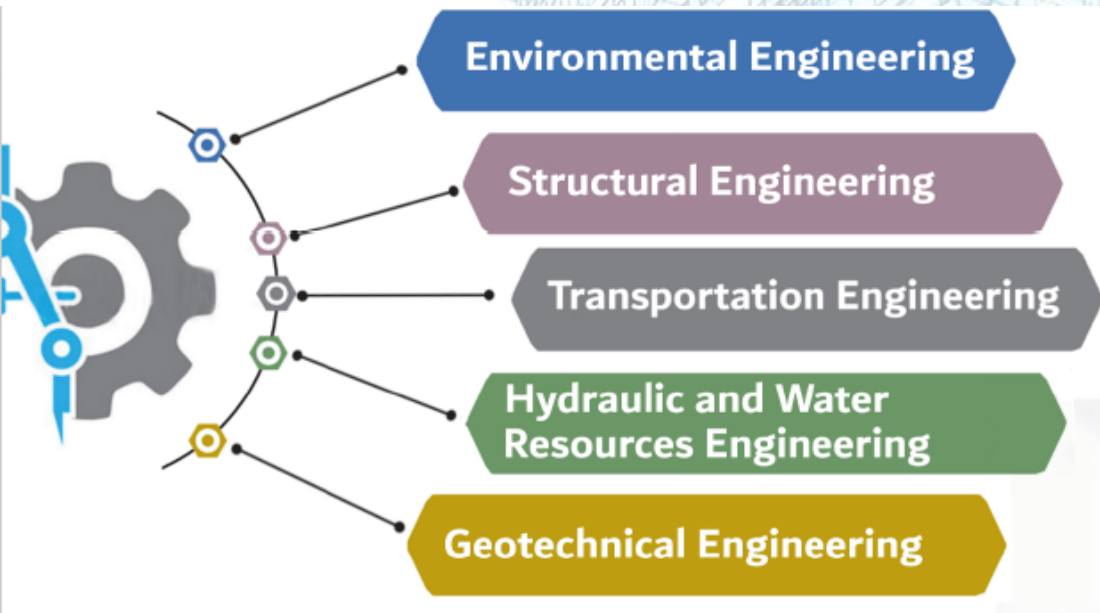 Environmental Engineering
Structural Engineering
Transportation Engineering
Hydraulic and Water
Resources Engineering
Geotechnical Engineering